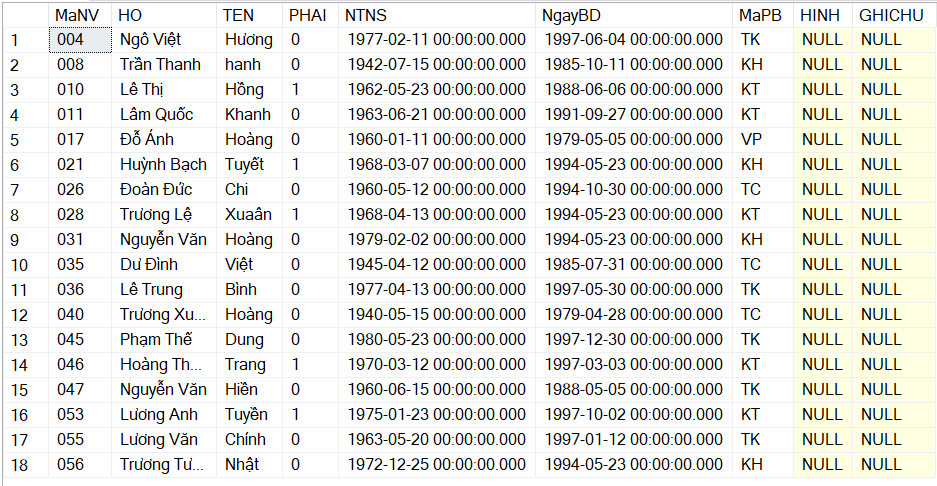 MaNV HO TEN PHAI NTNS NgayBD MaPB HINH GHICHU
1 004 Ngô Việt Hương 0 1977-02-11 00:00:00.000 1997-06-04 00:00:00.000 TK NULL NULL
2 008 Trần Thanh hanh 0 1942-07-15 00:00:00.000 1985-10-11 00:00:00.000 KH NULL NULL
3 010 Lê Thị Hồng 1 1962-05-23 00:00:00.000 1988-06-06 00:00:00.000 KT NULL NULL
4 011 Lâm Quốc Khanh 0 1963-06-21 00:00:00.000 1991-09-27 00:00:00.000 KT NULL NULL
5 017 Đỗ Ánh Hoàng 0 1960-01-11 00:00:00.000 1979-05-05 00:00:00.000 VP NULL NULL
6 021 Huỳnh Bạch Tuyết 1 1968-03-07 00:00:00.000 1994-05-23 00:00:00.000 KH NULL NULL
7 026 Đoàn Đức Chi 0 1960-05-12 00:00:00.000 1994-10-30 00:00:00.000 TC NULL NULL
8 028 Trương Lệ Xuaân 1 1968-04-13 00:00:00.000 1994-05-23 00:00:00.000 KT NULL NULL
9 031 Nguyễn Văn Hoàng 0 1979-02-02 00:00:00.000 1994-05-23 00:00:00.000 KH NULL NULL
10 035 Dư Đình Việt 0 1945-04-12 00:00:00.000 1985-07-31 00:00:00.000 TC NULL NULL
11 036 Lê Trung Bình 0 1977-04-13 00:00:00.000 1997-05-30 00:00:00.000 TK NULL NULL
12 040 Trương Xu... Hoàng 0 1940-05-15 00:00:00.000 1979-04-28 00:00:00.000 TC NULL NULL
13 045 Phạm Thế Dung 0 1980-05-23 00:00:00.000 1997-12-30 00:00:00.000 TK NULL NULL
14 046 Hoàng Th... Trang 1 1970-03-12 00:00:00.000 1997-03-03 00:00:00.000 KT NULL NULL
15 047 Nguyễn Văn Hiền 0 1960-06-15 00:00:00.000 1988-05-05 00:00:00.000 TK NULL NULL
16 053 Lương Anh Tuyền 1 1975-01-23 00:00:00.000 1997-10-02 00:00:00.000 KT NULL NULL
17 055 Lương Văn Chính 0 1963-05-20 00:00:00.000 1997-01-12 00:00:00.000 TK NULL NULL
18 056 Trương Tư... Nhật 0 1972-12-25 00:00:00.000 1994-05-23 00:00:00.000 KH NULL NULL